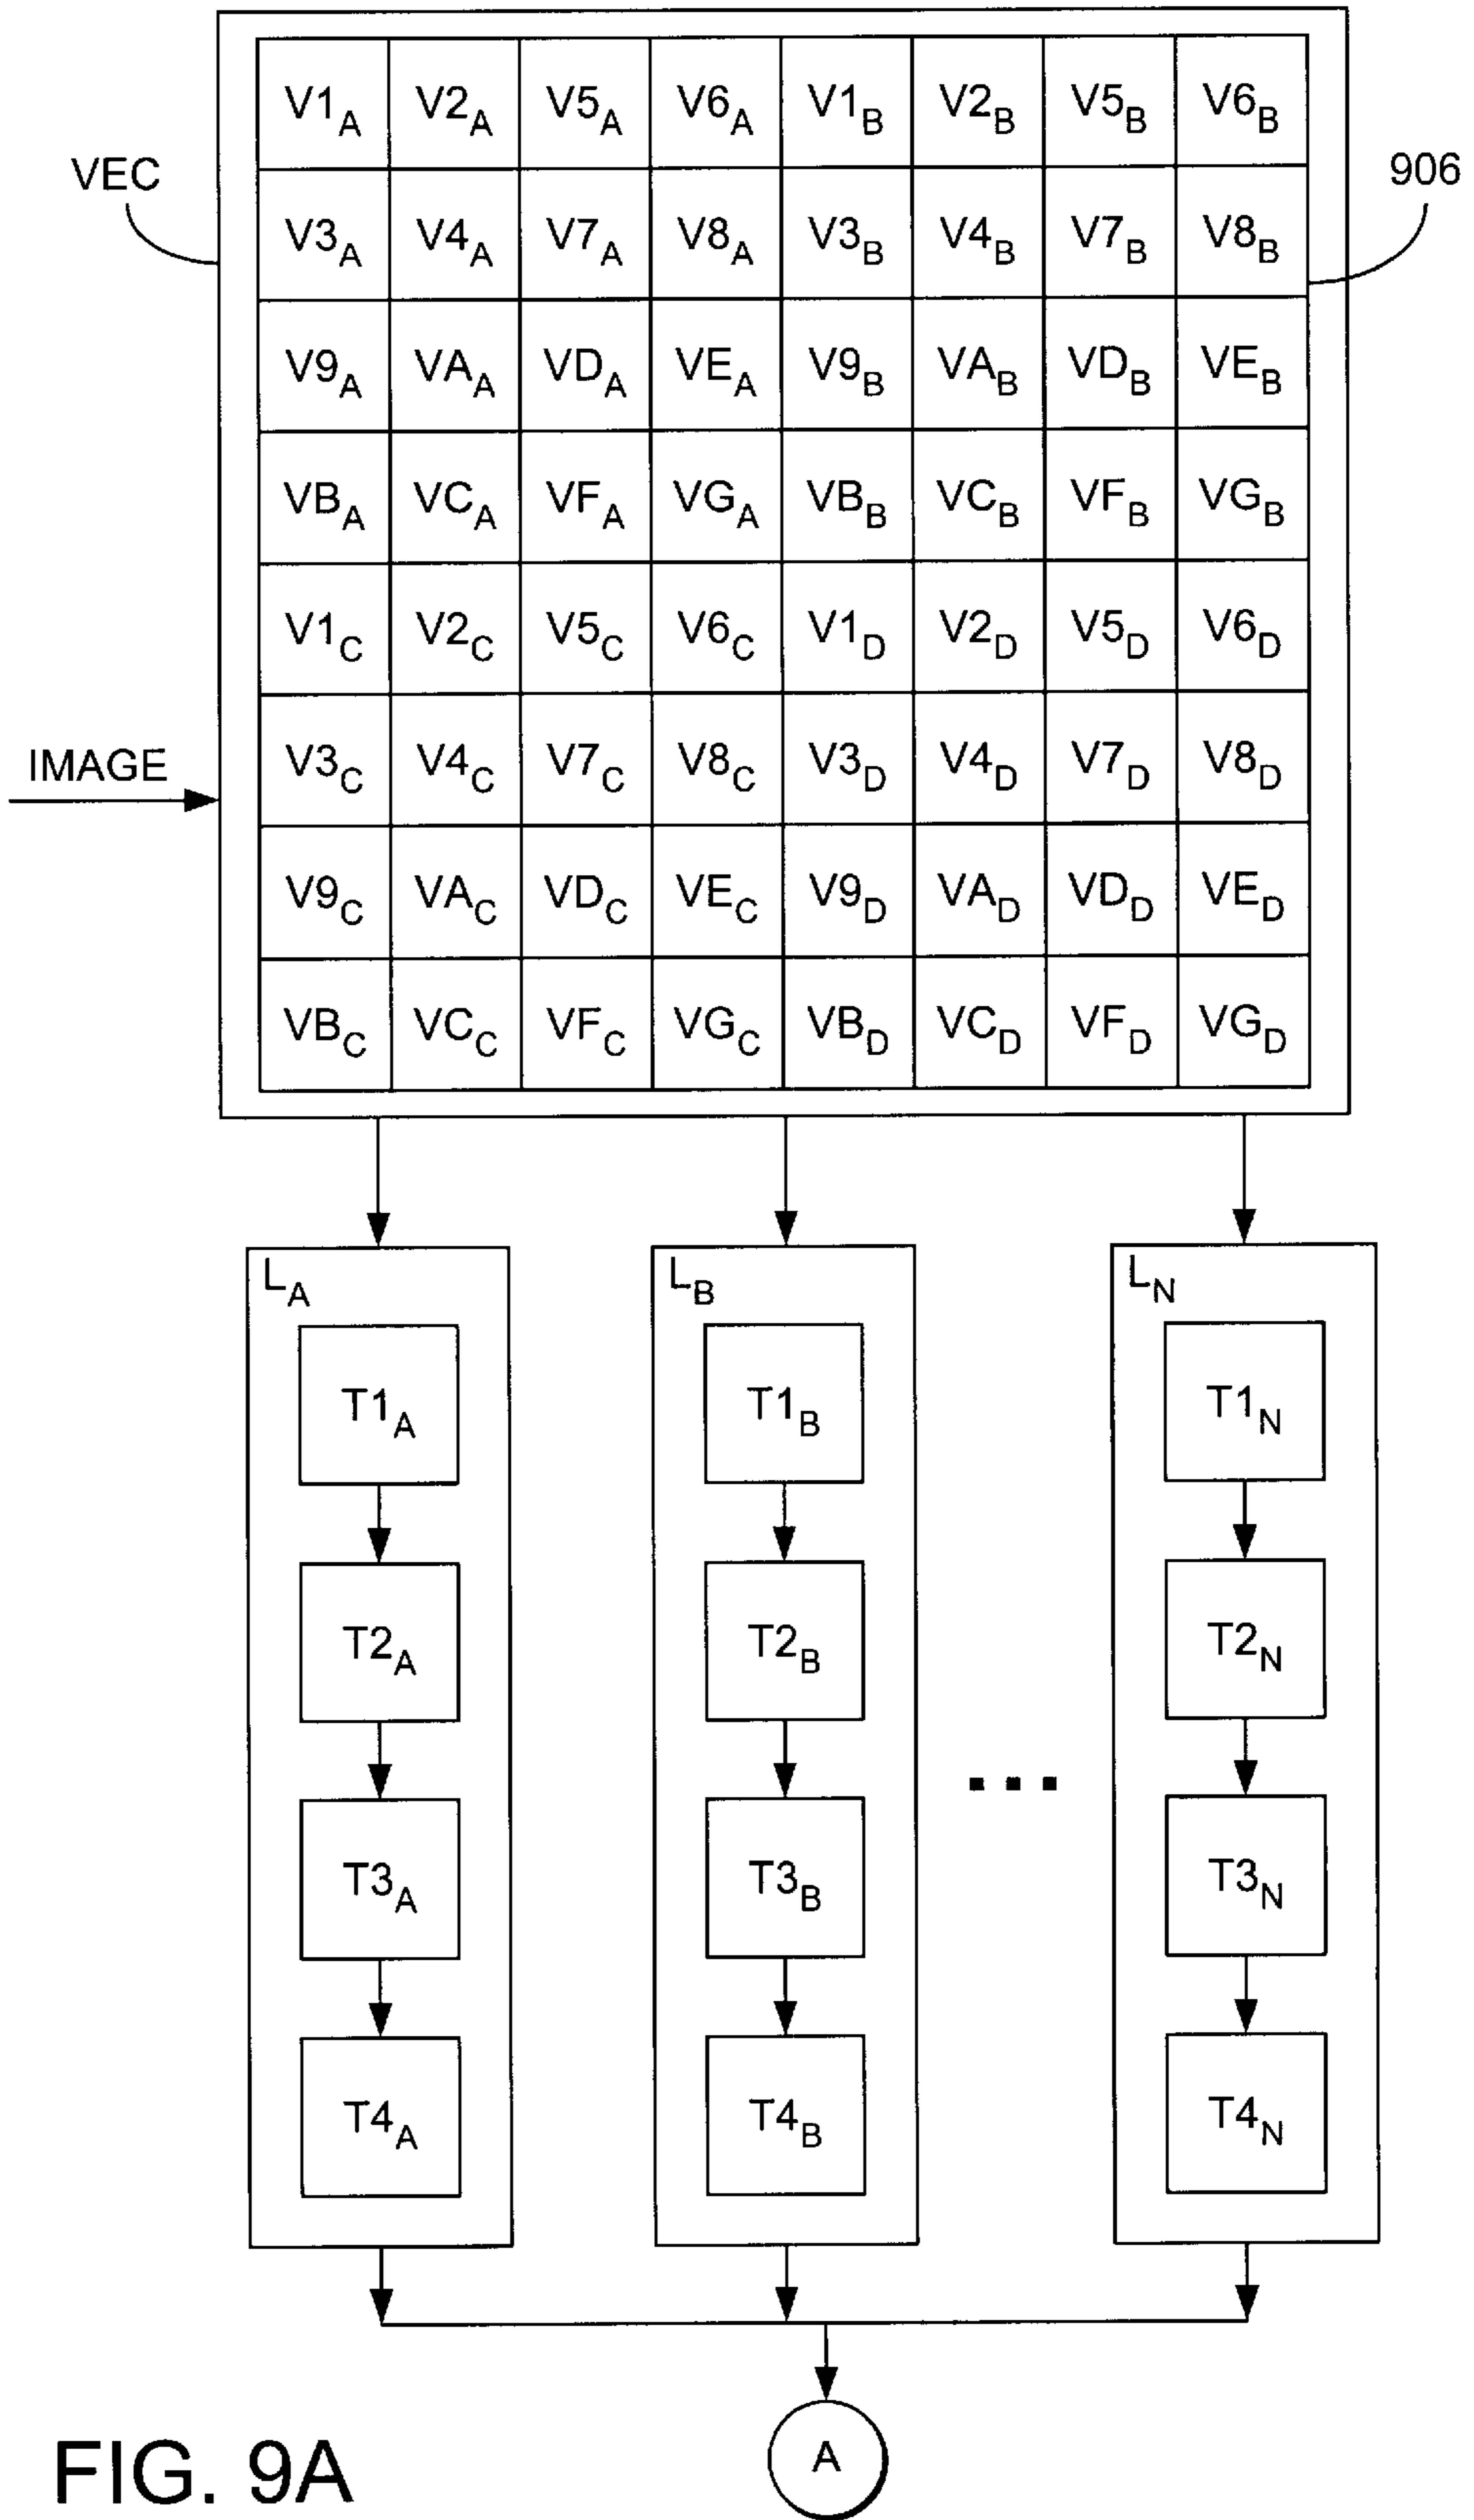 V1A V2A V5A V6A V1B V2B V5B V6B
VEC
906
V3A V4A V7A V8A V3B V4B V7B V8B
V9A VAA VDA VEA V9B VAB VDB VEB
VBA VCA VFA VGA VBB VCB VFB VGB
V1C V2C V5C V6C V1D V2D V5D V6D
IMAGE
V3C V4C V7C V8C V3D V4D V7D V8D
V9C VAC VDC VEC V9D VAD VDD VED
VBC VCC VFC VGC VBD VCD VFD VGD
LA LB LN
T1A T1B T1N
T2A T2B T2N
...
T3A T3B T3N
T4A T4B T4N
A
FIG. 9A